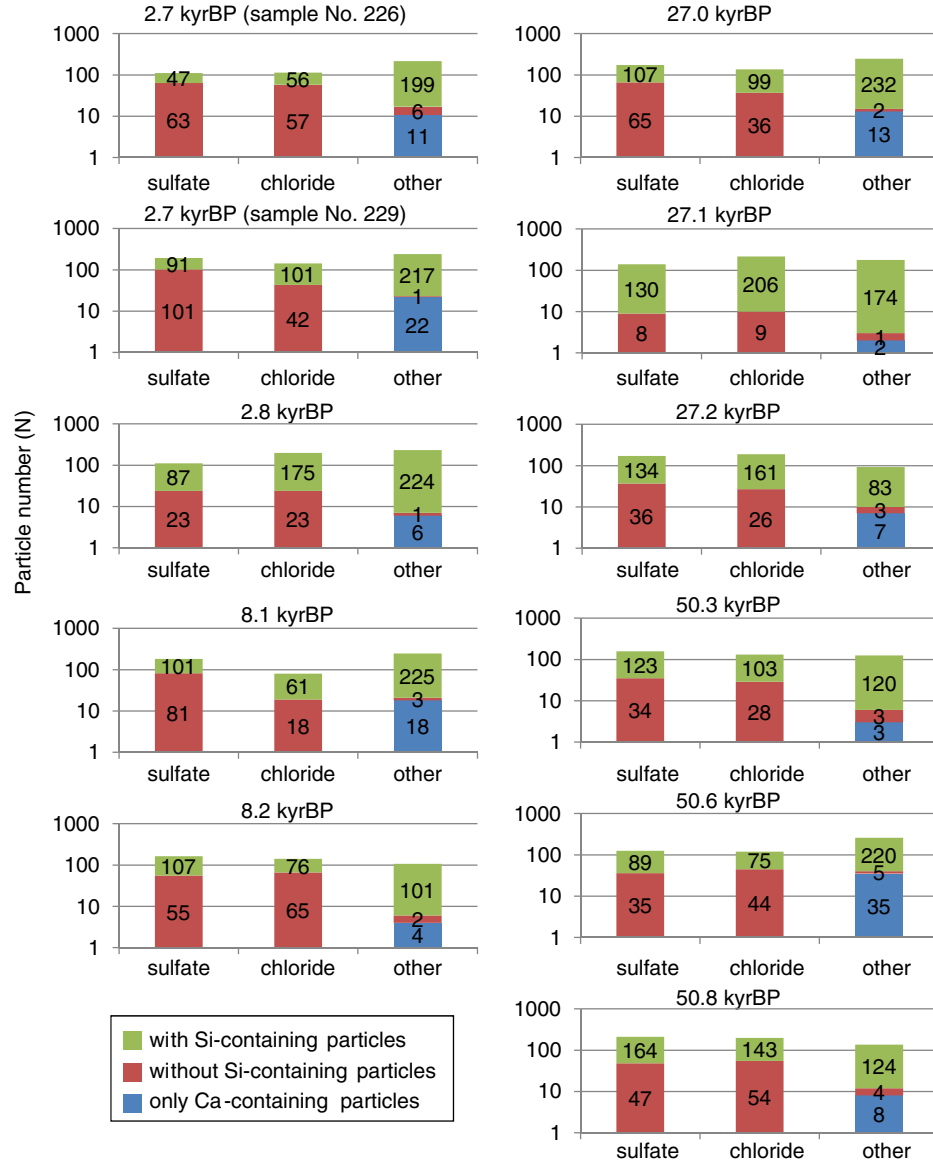 Particle number (N)
2.7 kyrBP (sample No. 226)
1000
100
10
1
47
56
199
63
57
6
11
sulfate
chloride
other
2.7 kyrBP (sample No. 229)
1000
100
10
1
91
101
217
101
42
1
22
sulfate
chloride
other
2.8 kyrBP
1000
100
10
1
87
175
224
23
23
1
6
sulfate
chloride
other
8.1 kyrBP
1000
100
10
1
101
61
225
81
18
3
18
sulfate
chloride
other
8.2 kyrBP
1000
100
10
1
107
76
101
55
65
2
4
sulfate
chloride
other
with Si-containing particles
without Si-containing particles
only Ca-containing particles
27.0 kyrBP
1000
100
10
1
107
99
232
65
36
2
13
sulfate
chloride
other
27.1 kyrBP
1000
100
10
1
130
206
174
8
9
1
2
sulfate
chloride
other
27.2 kyrBP
1000
100
10
1
134
161
83
36
26
3
7
sulfate
chloride
other
50.3 kyrBP
1000
100
10
1
123
103
120
34
28
3
3
sulfate
chloride
other
50.6 kyrBP
1000
100
10
1
89
75
220
35
44
5
35
sulfate
chloride
other
50.8 kyrBP
1000
100
10
1
164
143
124
47
54
4
8
sulfate
chloride
other